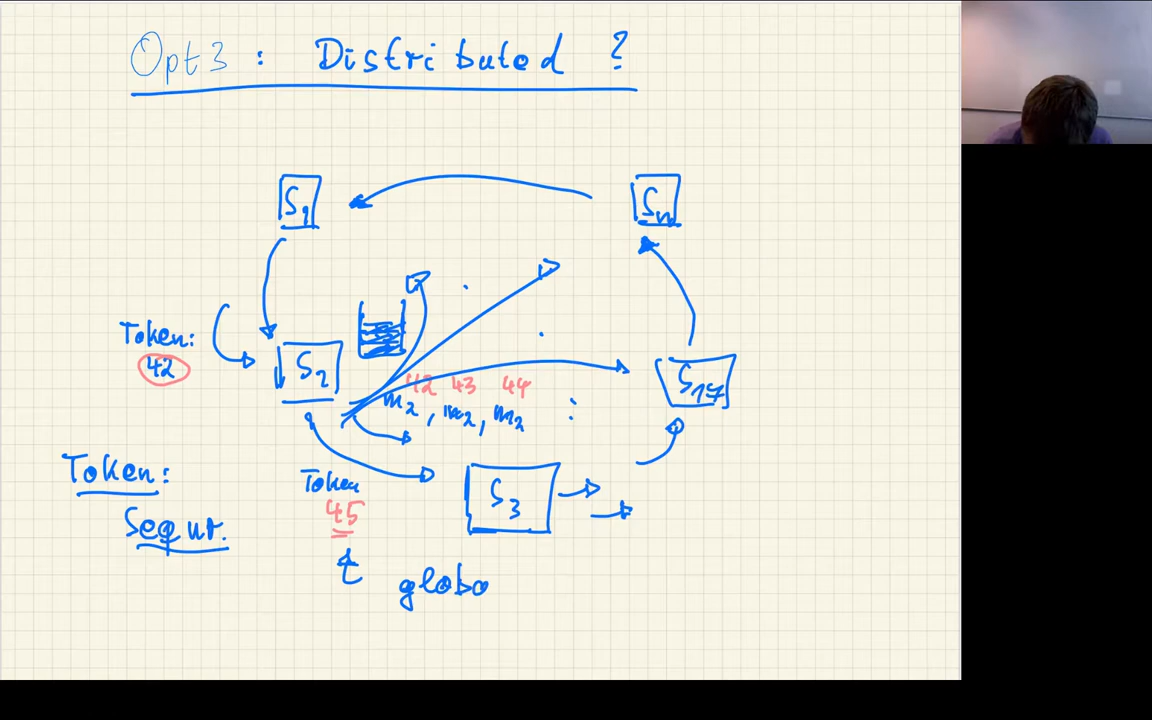 Opt 3 : Distributed ?
S1
Sn
Token:
42
S2
S17
42 43 44
m2 , m2 , m2
Token:
Sequr.
Token
45
S3
t
globa